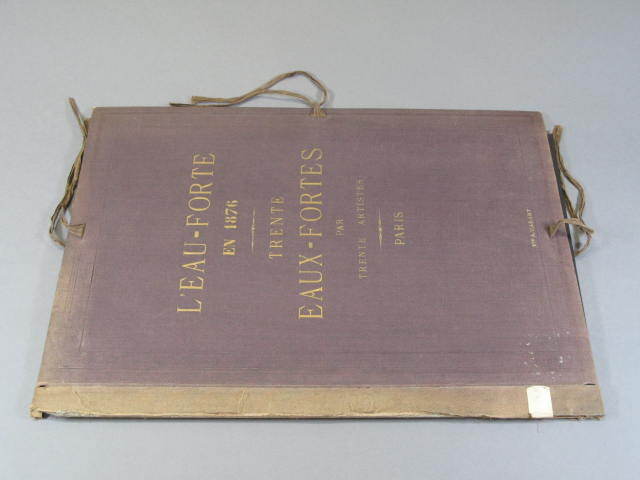 L'EAU-FORTE
EN 1876
TRENTE
EAUX-FORTES
PAR
TRENTE ARTISTES
PARIS